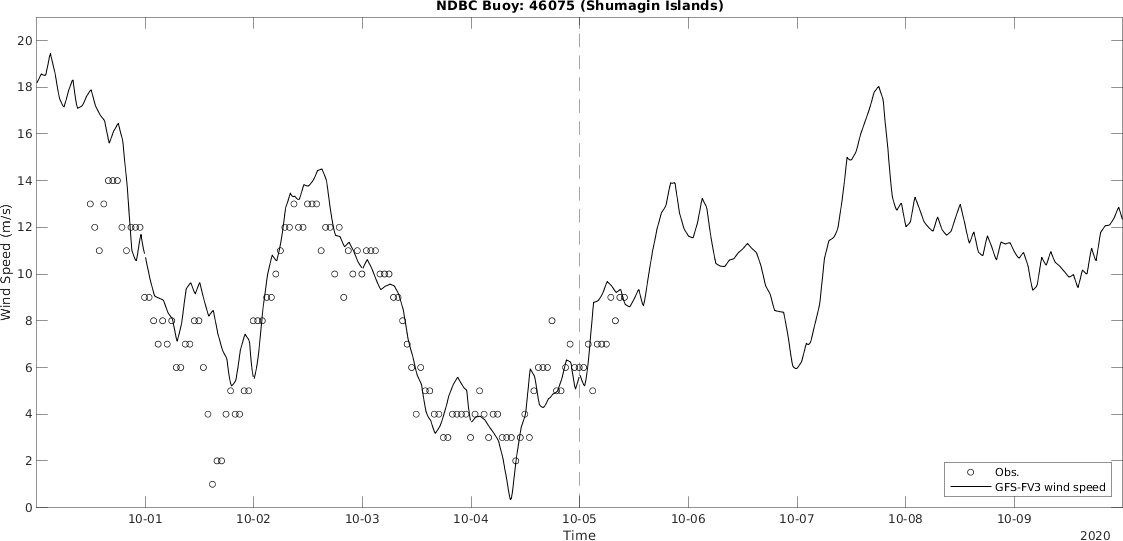 NDBC Buoy: 46075 (Shumagin Islands)
20
18
16
14
12
10
8
6
4
2
0
Wind Speed (m/s)
10-01 10-02 10-03 10-04 10-05 10-06 10-07 10-08 10-09
Time
2020
Obs.
GFS-FV3 wind speed